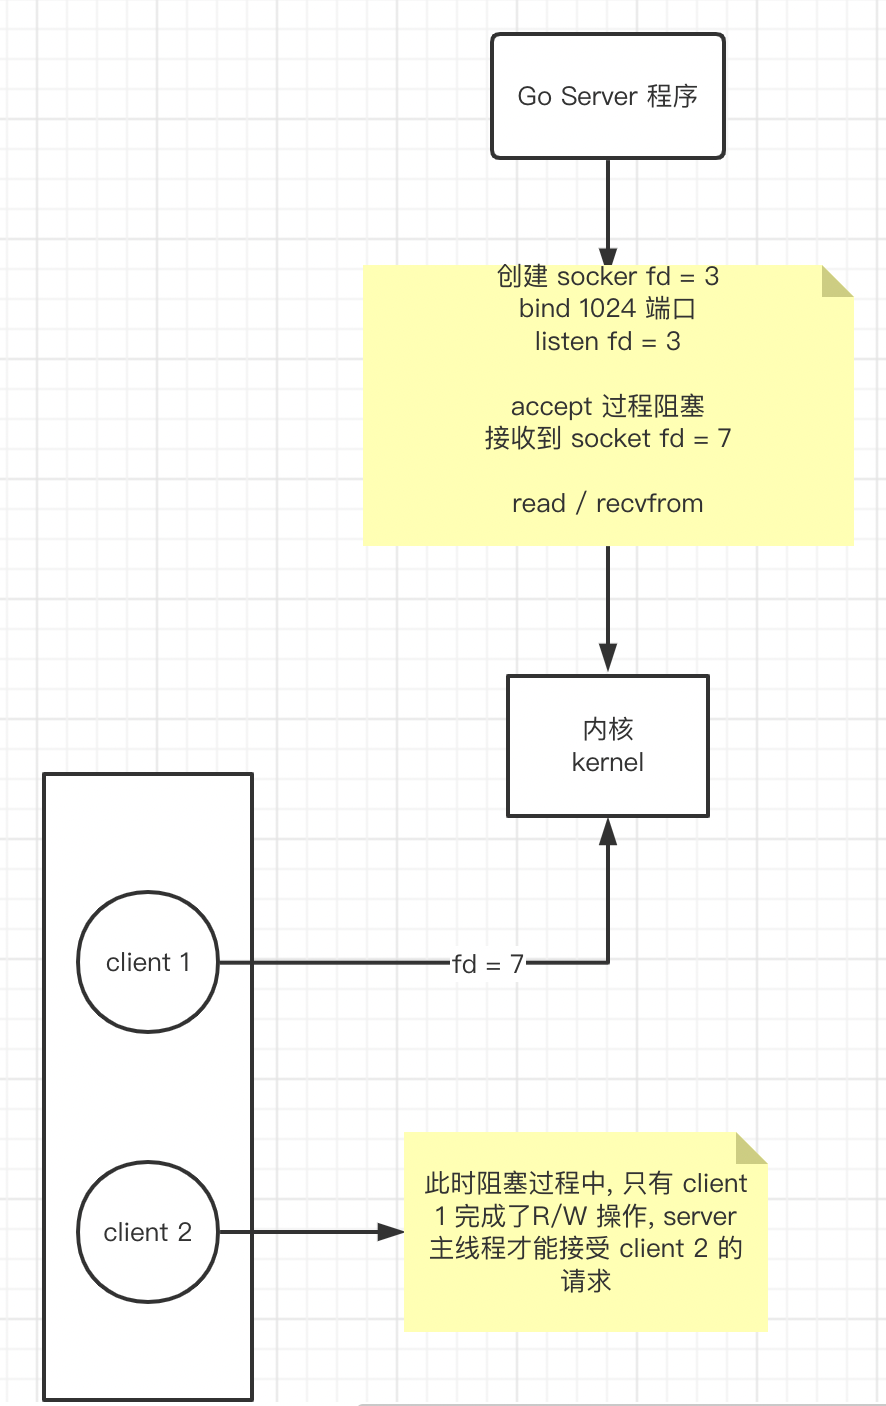 Go Server 程序
创建 socker fd = 3
bind 1024 端口
listen fd = 3
accept 过程阻塞
接收到 socket fd = 7
read / recvfrom
内核
kernel
client 1
fd = 7
client 2
此时阻塞过程中, 只有 client
1 完成了R/W 操作, server
主线程才能接受 client 2 的
请求